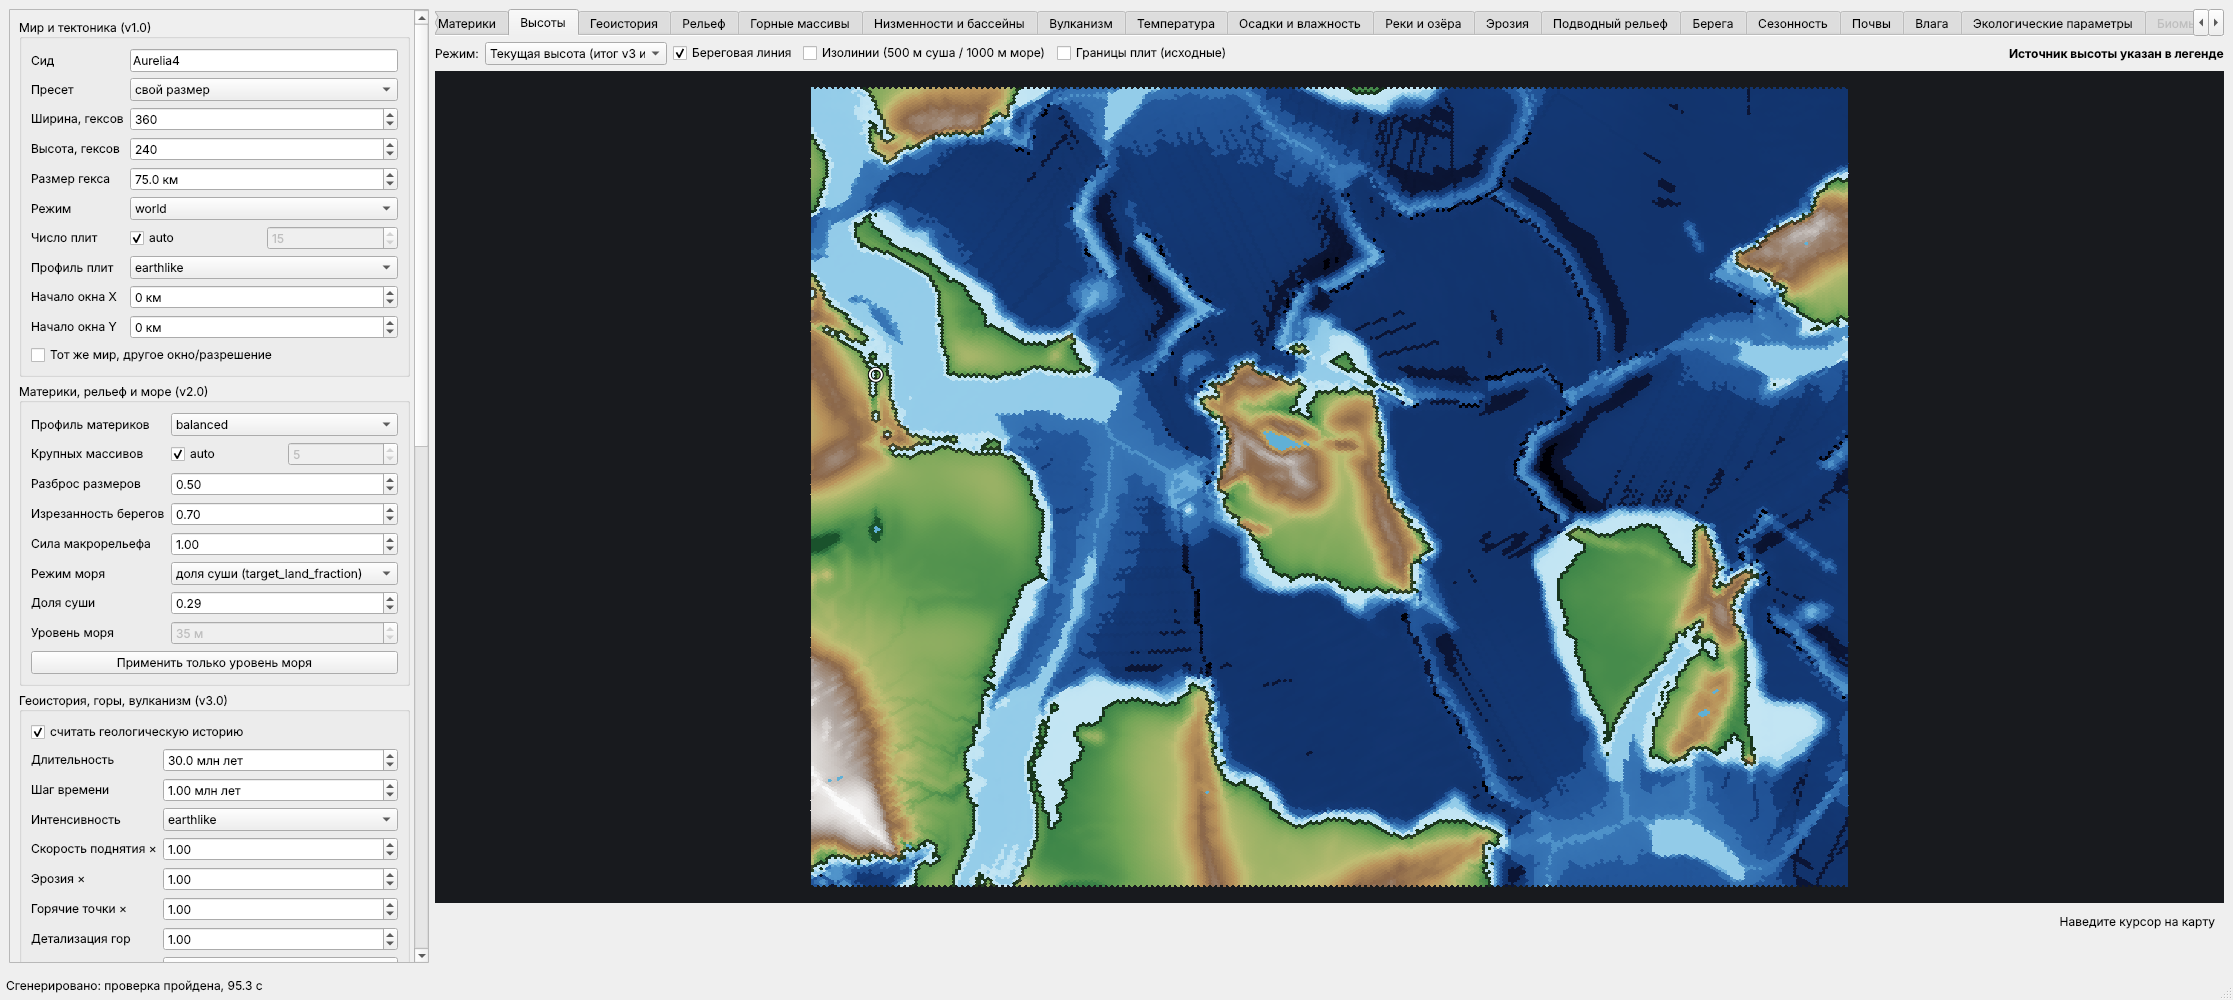 Материки Высоты Геоистория Рельеф Горные массивы Низменности и бассейны Вулканизм Температура Осадки и влажность Реки и озёра Эрозия Подводный рельеф Берега Сезонность Почвы Влага Экологические параметры
Режим: Текущая высота (итог v3 и Береговая линия Изолинии (500 м суша / 1000 м море) Границы плит (исходные) Источник высоты указан в легенде
Мир и тектоника (v1.0)
Сид Aurelia4
Пресет свой размер
Ширина, гексов 360
Высота, гексов 240
Размер гекса 75.0 км
Режим world
Число плит auto 15
Профиль плит earthlike
Начало окна X 0 км
Начало окна Y 0 км
Тот же мир, другое окно/разрешение
Материки, рельеф и море (v2.0)
Профиль материков balanced
Крупных массивов auto 5
Разброс размеров 0.50
Изрезанность берегов 0.70
Сила макрорельефа 1.00
Режим моря доля суши (target_land_fraction)
Доля суши 0.29
Уровень моря 35 м
Применить только уровень моря
Геоистория, горы, вулканизм (v3.0)
считать геологическую историю
Длительность 30.0 млн лет
Шаг времени 1.00 млн лет
Интенсивность earthlike
Скорость поднятия × 1.00
Эрозия × 1.00
Горячие точки × 1.00
Детализация гор 1.00
Наведите курсор на карту
Сгенерировано: проверка пройдена, 95.3 с